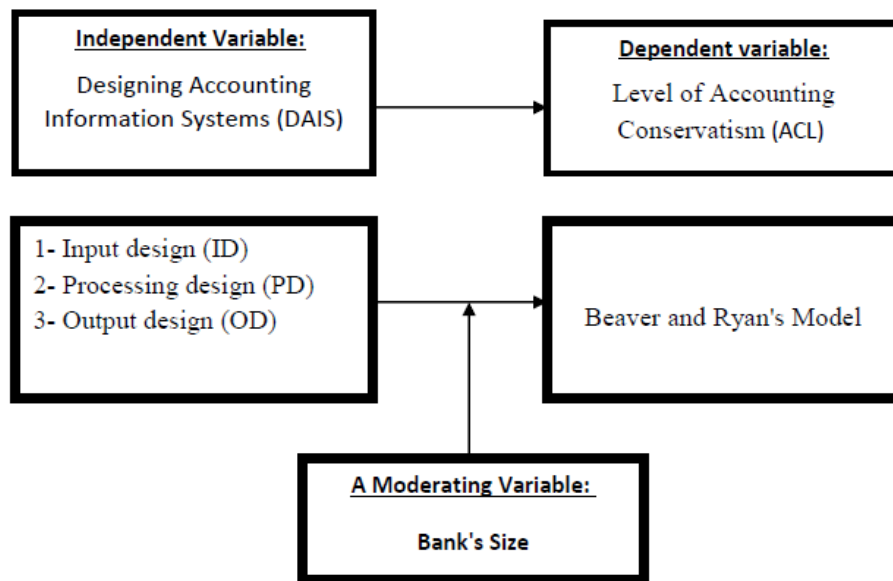 Independent Variable:
Designing Accounting
Information Systems (DAIS)
Dependent variable:
Level of Accounting
Conservatism (ACL)
1- Input design (ID)
2- Processing design (PD)
3- Output design (OD)
Beaver and Ryan's Model
A Moderating Variable:
Bank's Size